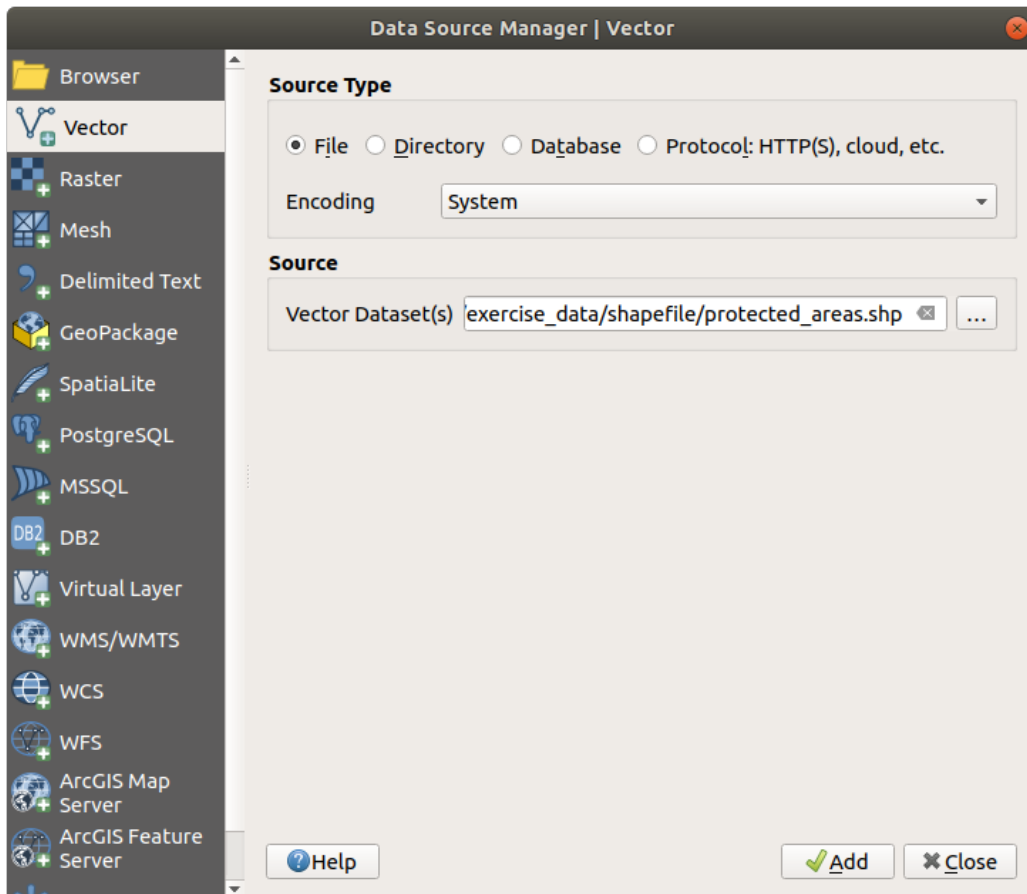 Data Source Manager | Vector
Browser
Vector
Raster
Mesh
Delimited Text
GeoPackage
SpatiaLite
PostgreSQL
MSSQL
DB2
DB2
Virtual Layer
WMS/WMTS
WCS
WFS
ArcGIS Map
Server
ArcGIS Feature
Server
Source Type
File Directory Database Protocol: HTTP(S), cloud, etc.
Encoding System
Source
Vector Dataset(s) /exercise_data/shapefile/protected_areas.shp ...
Help Add Close